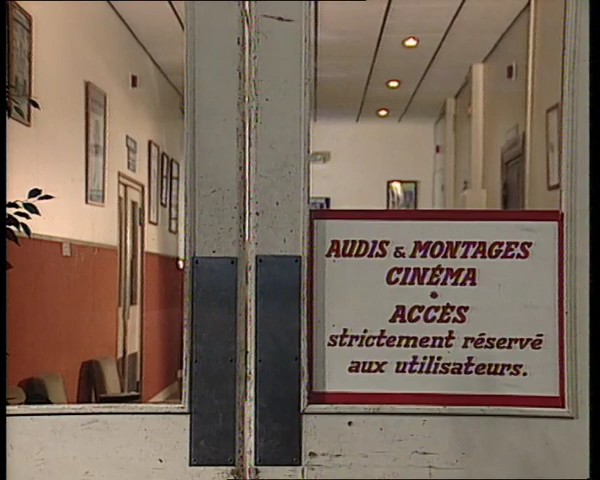 AUDIS & MONTAGES
CINÉMA
•
ACCÈS
strictement réservé
aux utilisateurs.